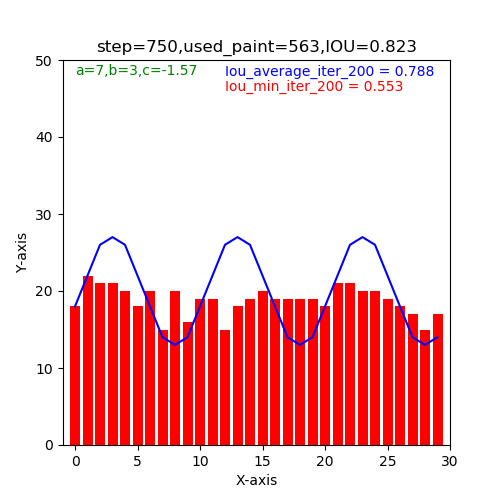 step=750,used_paint=563,IOU=0.823
a=7,b=3,c=-1.57
Iou_average_iter_200 = 0.788
Iou_min_iter_200 = 0.553
50
40
30
20
10
0
Y-axis
0 5 10 15 20 25 30
X-axis